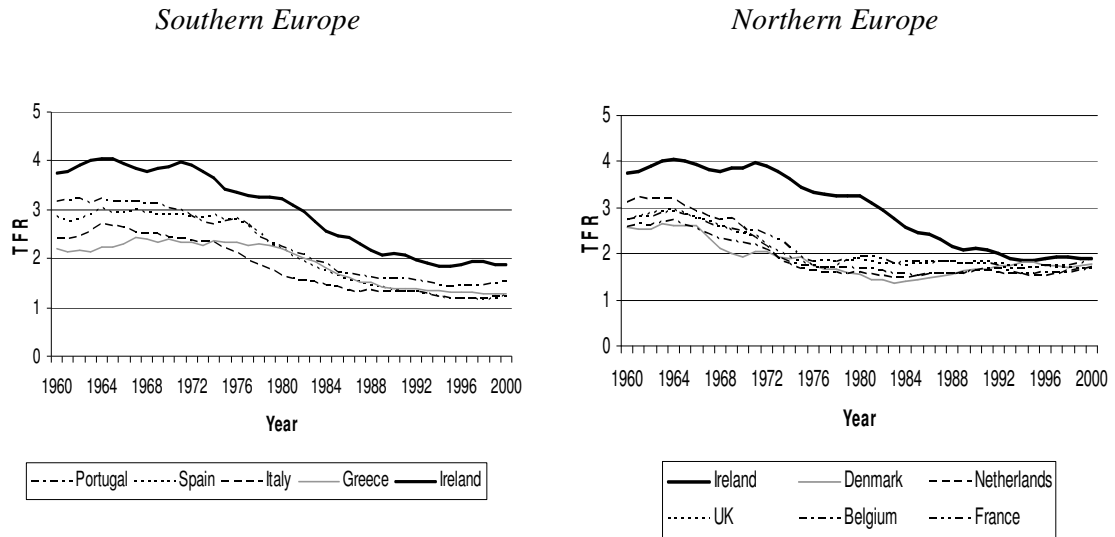 Southern Europe
5
4
3
2
1
0
TFR
1960 1964 1968 1972 1976 1980 1984 1988 1992 1996 2000
Year
Portugal Spain Italy Greece Ireland
Northern Europe
5
4
3
2
1
0
TFR
1960 1964 1968 1972 1976 1980 1984 1988 1992 1996 2000
Year
Ireland Denmark Netherlands
UK Belgium France